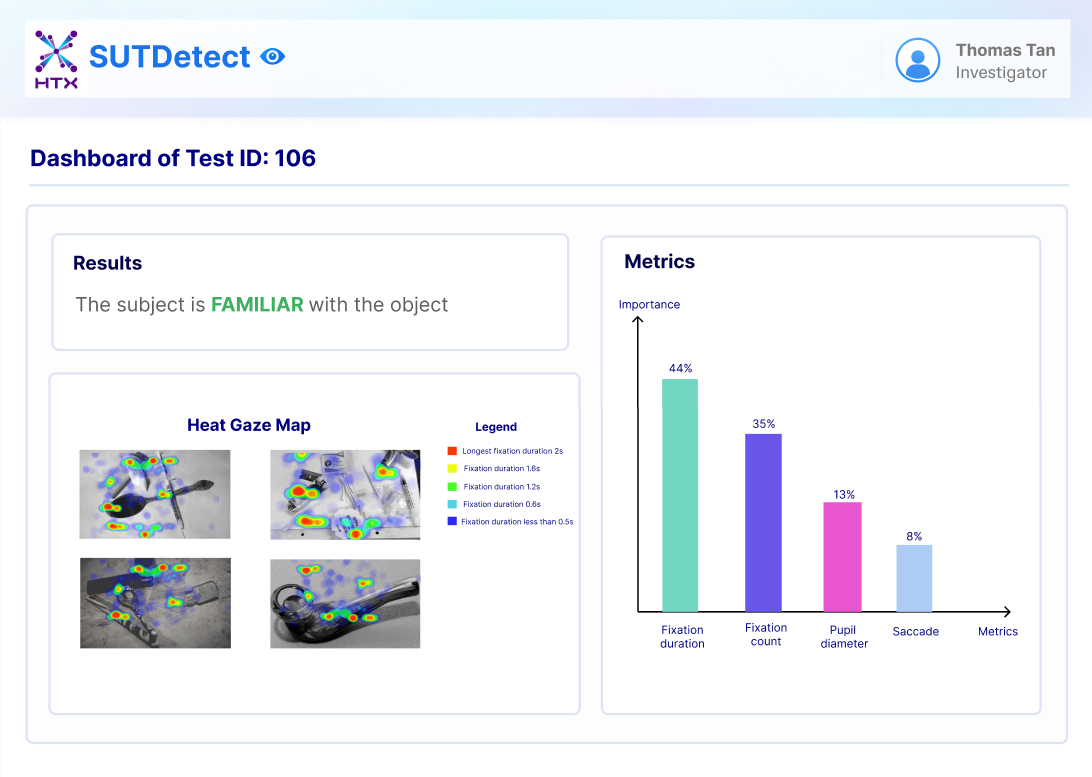 HTX
SUTDetect
Thomas Tan
Investigator
Dashboard of Test ID: 106
Results
The subject is FAMILIAR with the object
Heat Gaze Map
Legend
Longest fixation duration 2s
Fixation duration 1.6s
Fixation duration 1.2s
Fixation duration 0.6s
Fixation duration less than 0.5s
Metrics
Importance
44%
35%
13%
8%
Fixation
duration
Fixation
count
Pupil
diameter
Saccade
Metrics